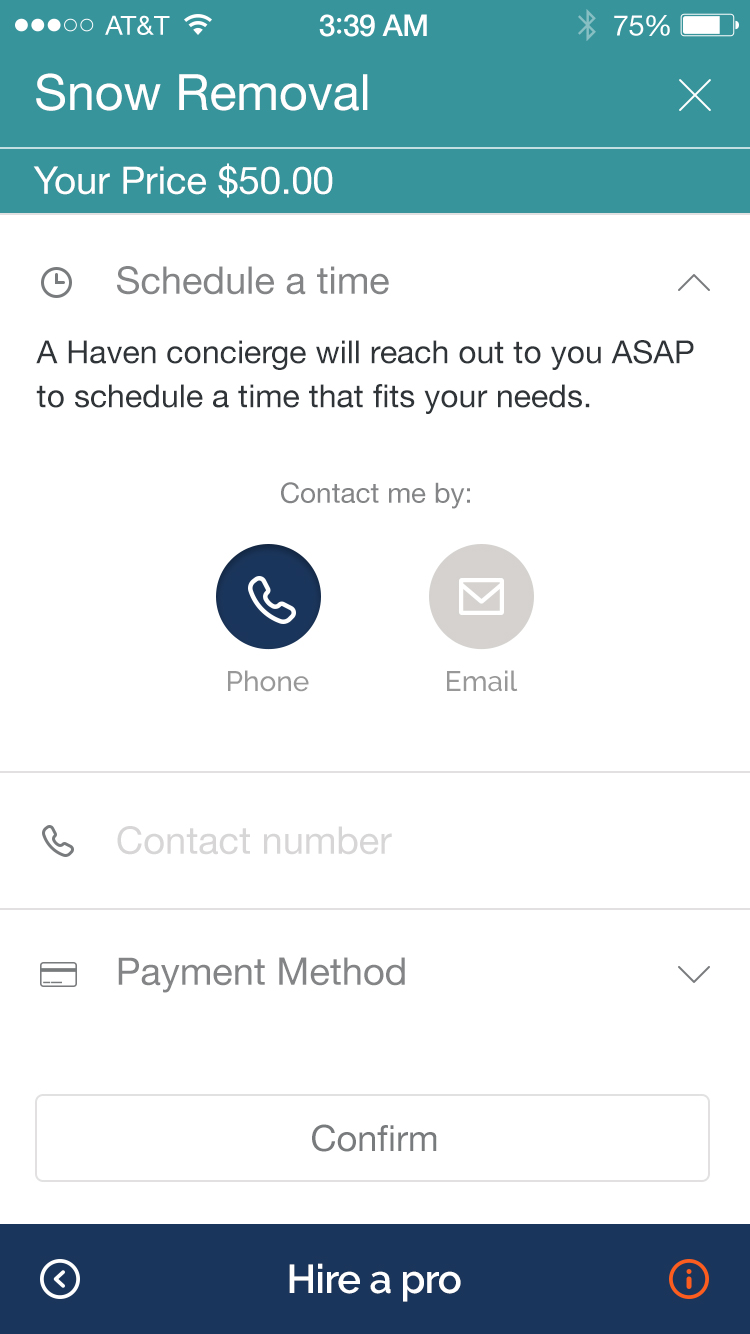 AT&T 3:39 AM 75%
Snow Removal
Your Price $50.00
Schedule a time
A Haven concierge will reach out to you ASAP
to schedule a time that fits your needs.
Contact me by:
Phone Email
Contact number
Payment Method
Confirm
Hire a pro